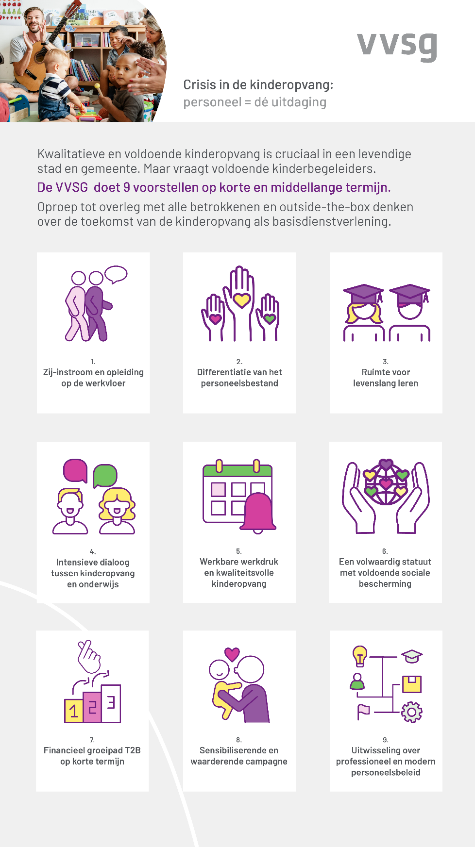 vvsg
Crisis in de kinderopvang:
personeel = dé uitdaging
Kwalitatieve en voldoende kinderopvang is cruciaal in een levendige
stad en gemeente. Maar vraagt voldoende kinderbegeleiders.
De VVSG doet 9 voorstellen op korte en middellange termijn.
Oproep tot overleg met alle betrokkenen en outside-the-box denken
over de toekomst van de kinderopvang als basisdienstverlening.
1.
Zij-instroom en opleiding
op de werkvloer
2.
Differentiatie van het
personeelsbestand
3.
Ruimte voor
levenslang leren
4.
Intensieve dialoog
tussen kinderopvang
en onderwijs
5.
Werkbare werkdruk
en kwaliteitsvolle
kinderopvang
6.
Een volwaardig statuut
met voldoende sociale
bescherming
1 2 3
7.
Financieel groeipad T2B
op korte termijn
8.
Sensibiliserende en
waarderende campagne
9.
Uitwisseling over
professioneel en modern
personeelsbeleid